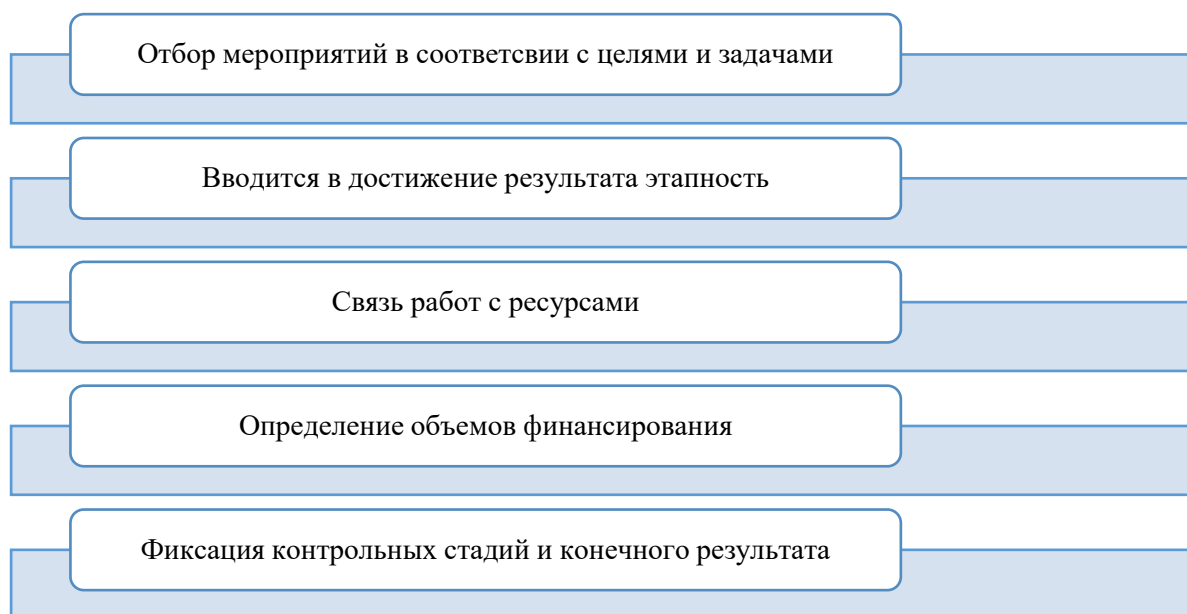 Отбор мероприятий в соответсвии с целями и задачами
Вводится в достижение результата этапность
Связь работ с ресурсами
Определение объемов финансирования
Фиксация контрольных стадий и конечного результата